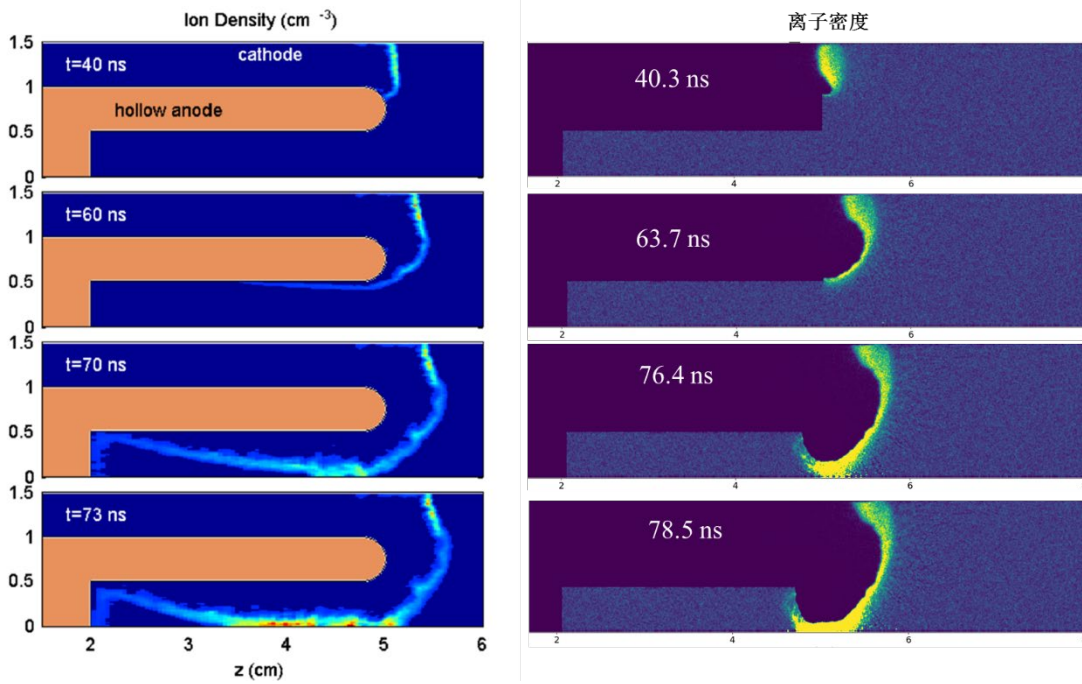 Ion Density (cm ⁻³)
1.5
cathode
t=40 ns
1
hollow anode
0.5
0
1.5
t=60 ns
1
0.5
0
1.5
t=70 ns
1
0.5
0
1.5
t=73 ns
1
0.5
0
2 3 4 5 6
z (cm)
离子密度
40.3 ns
2 4 6
63.7 ns
2 4 6
76.4 ns
2 4 6
78.5 ns
2 4 6